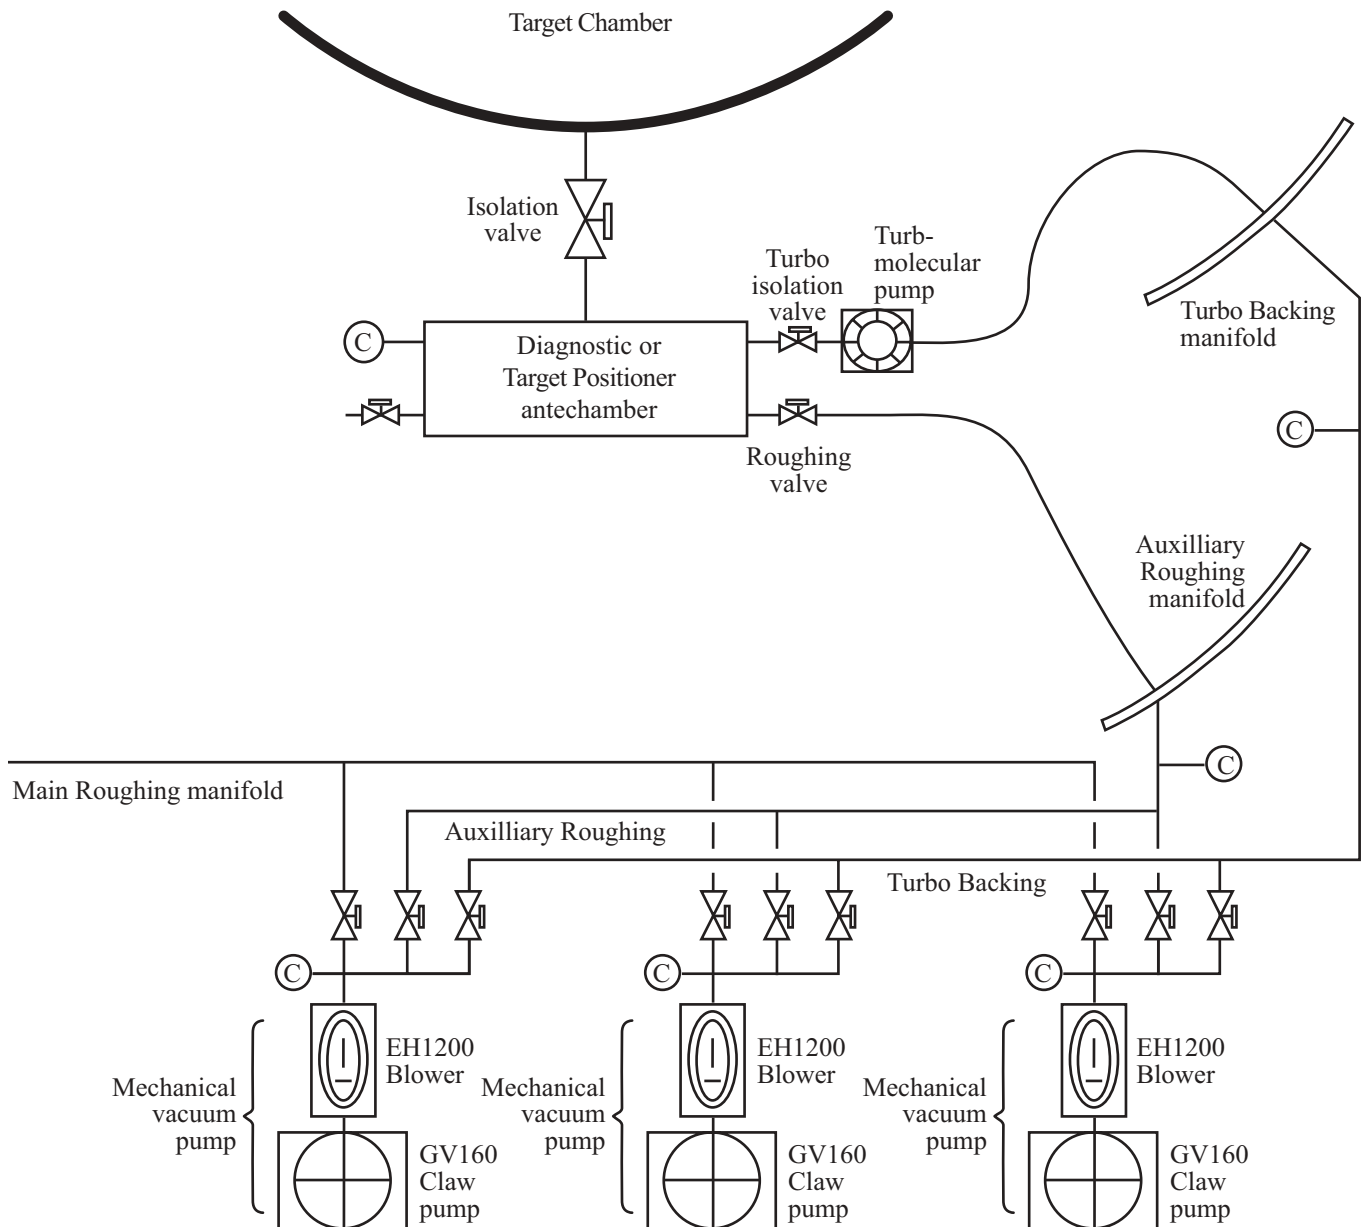 Target Chamber
Isolation
valve
Turbo
isolation
valve
Turb-
molecular
pump
Turbo Backing
manifold
C
Diagnostic or
Target Positioner
antechamber
C
Roughing
valve
Auxilliary
Roughing
manifold
C
Main Roughing manifold
Auxilliary Roughing
Turbo Backing
C
C
C
Mechanical
vacuum
pump
EH1200
Blower
GV160
Claw
pump
Mechanical
vacuum
pump
EH1200
Blower
GV160
Claw
pump
Mechanical
vacuum
pump
EH1200
Blower
GV160
Claw
pump